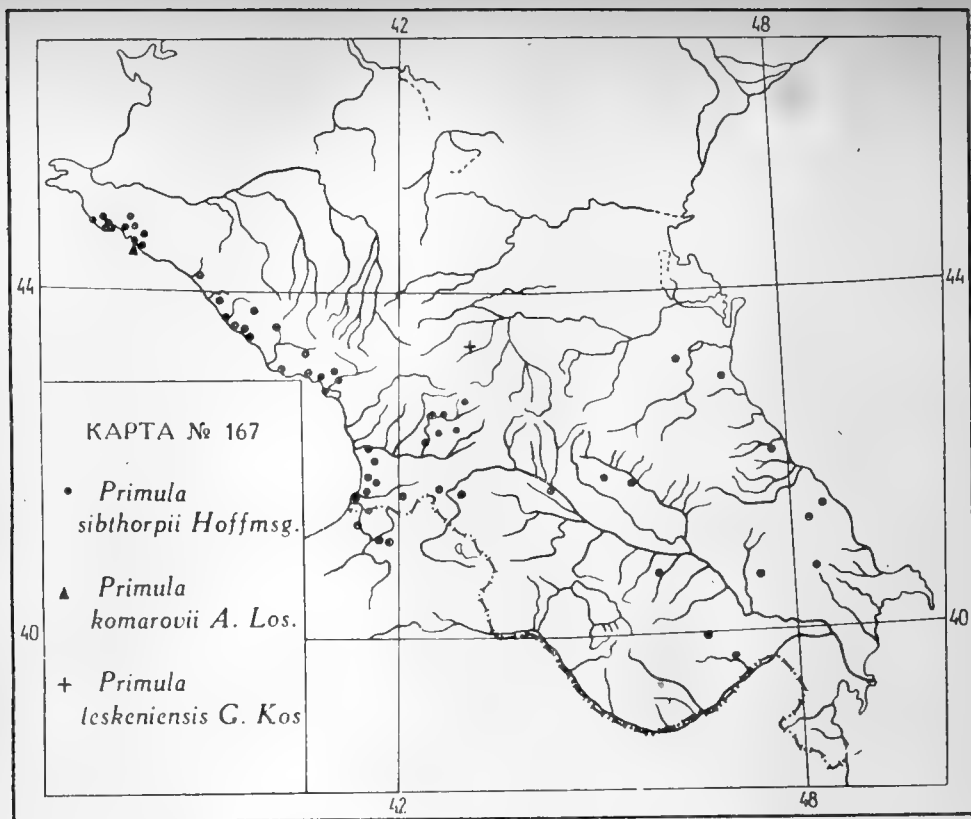 42 48
44 44
КАРТА № 167
Primula
sibthorpii Hoffmsg.
Primula
komarovii A. Los.
40 40
Primula
leskeniensis G. Kos
42 48